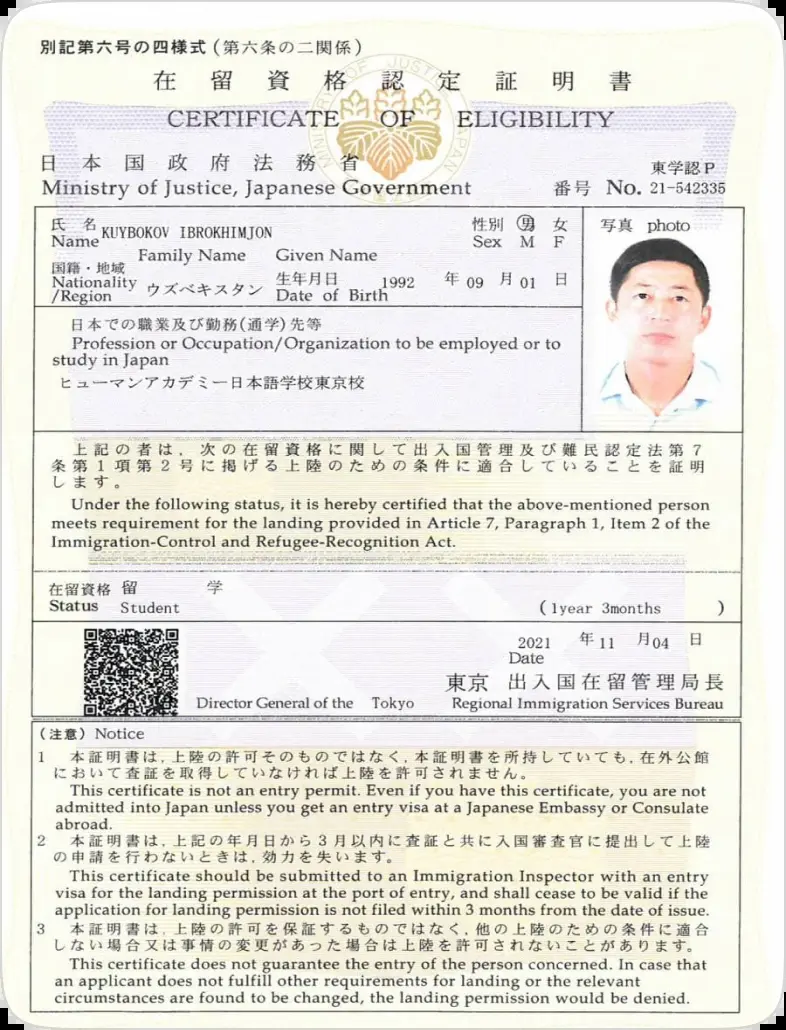 別記第六号の四様式(第六条の二関係)
在留資格認定証明書
CERTIFICATE OF ELIGIBILITY
日本国政府法務省
東学認P
Ministry of Justice, Japanese Government
番号 No. 21-542335
氏 名 KUYBOKOV IBROKHIMJON
Name
Family Name Given Name
性別 男 女
Sex M F
写真 photo
国籍・地域
Nationality
/Region ウズベキスタン
生年月日 1992 年 09 月 01 日
Date of Birth
日本での職業及び勤務(通学)先等
Profession or Occupation/Organization to be employed or to
study in Japan
ヒューマンアカデミー日本語学校東京校
上記の者は,次の在留資格に関して出入国管理及び難民認定法第7
条第1項第2号に掲げる上陸のための条件に適合していることを証明
します。
Under the following status, it is hereby certified that the above-mentioned person
meets requirement for the landing provided in Article 7, Paragraph 1, Item 2 of the
Immigration-Control and Refugee-Recognition Act.
在留資格 留 学
Status Student (1year 3months )
2021 年 11 月 04 日
Date
東京 出入国在留管理局長
Director General of the Tokyo Regional Immigration Services Bureau
(注意) Notice
1 本証明書は,上陸の許可そのものではなく,本証明書を所持していても,在外公館
において査証を取得していなければ上陸を許可されません。
This certificate is not an entry permit. Even if you have this certificate, you are not
admitted into Japan unless you get an entry visa at a Japanese Embassy or Consulate
abroad.
2 本証明書は,上記の年月日から3月以内に査証と共に入国審査官に提出して上陸
の申請を行わないときは,効力を失います。
This certificate should be submitted to an Immigration Inspector with an entry
visa for the landing permission at the port of entry, and shall cease to be valid if the
application for landing permission is not filed within 3 months from the date of issue.
3 本証明書は,上陸の許可を保証するものではなく,他の上陸のための条件に適合
しない場合又は事情の変更があった場合は上陸を許可されないことがあります。
This certificate does not guarantee the entry of the person concerned. In case that
an applicant does not fulfill other requirements for landing or the relevant
circumstances are found to be changed, the landing permission would be denied.